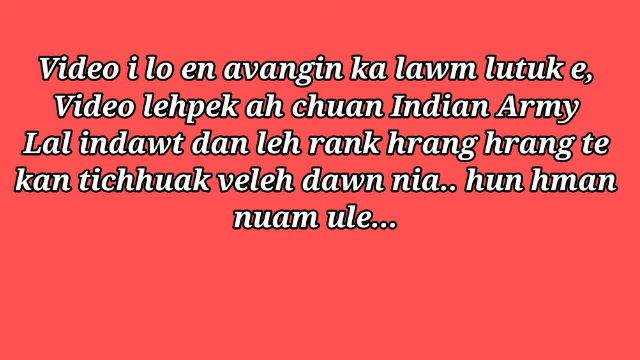 Video i lo en avangin ka lawm lutuk e,
Video lehpek ah chuan Indian Army
Lal indawt dan leh rank hrang hrang te
kan tichhuak veleh dawn nia.. hun hman
nuam ule...